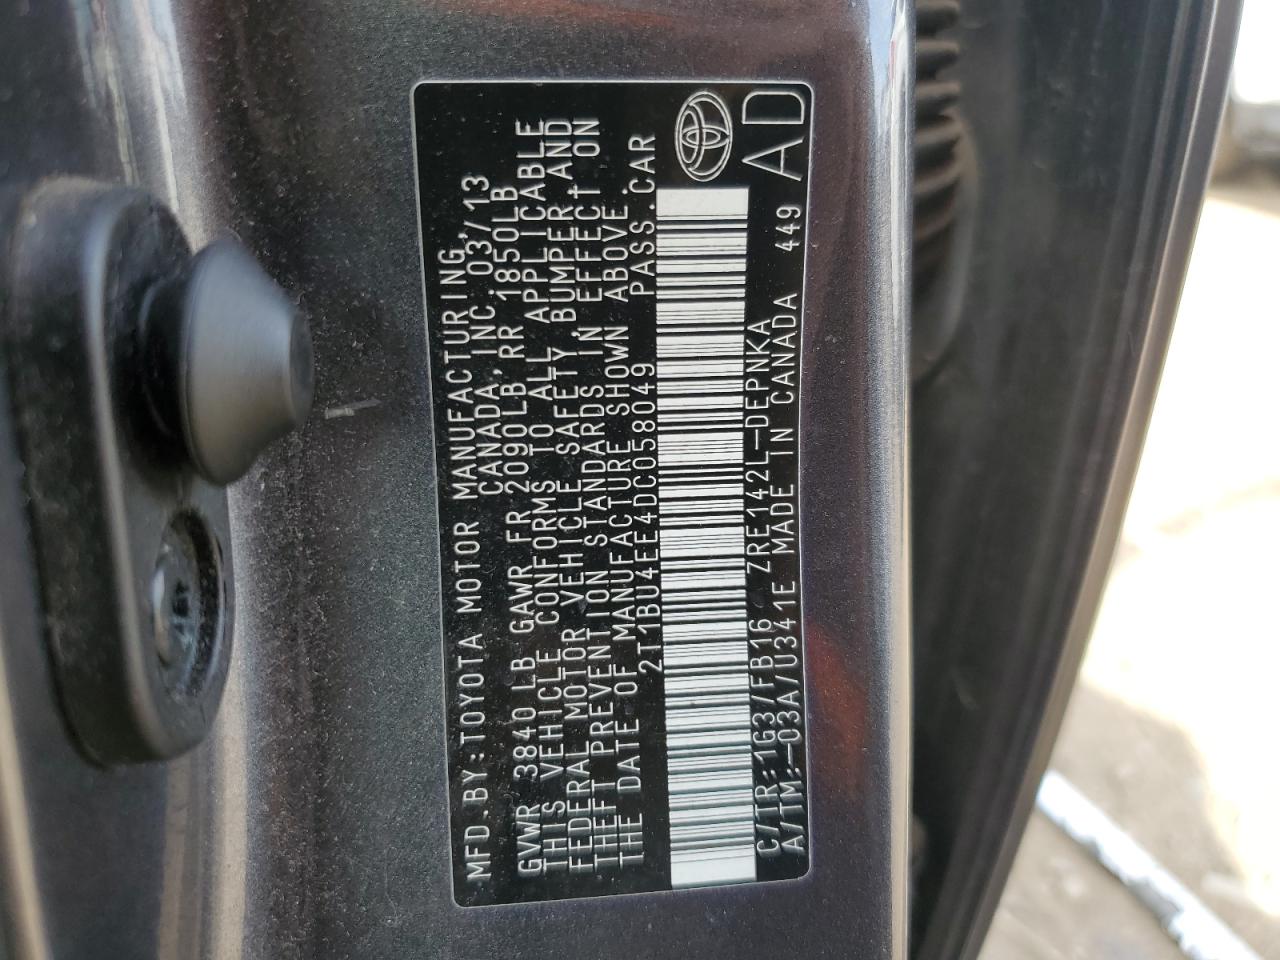 MFD.BY:TOYOTA MOTOR MANUFACTURING,
CANADA,INC. 03/13
GVWR 3840 LB GAWR FR 2090LB,RR 1850LB
THIS VEHICLE CONFORMS TO ALL APPLICABLE
FEDERAL MOTOR VEHICLE SAFETY,BUMPER,AND
THEFT PREVENTION STANDARDS IN EFFECT ON
THE DATE OF MANUFACTURE SHOWN ABOVE.
2T1BU4EE4DC058049 PASS.CAR
C/TR:1G3/FB16 ZRE142L-DEPNKA
A/TM:-03A/U341E MADE IN CANADA 449
AD